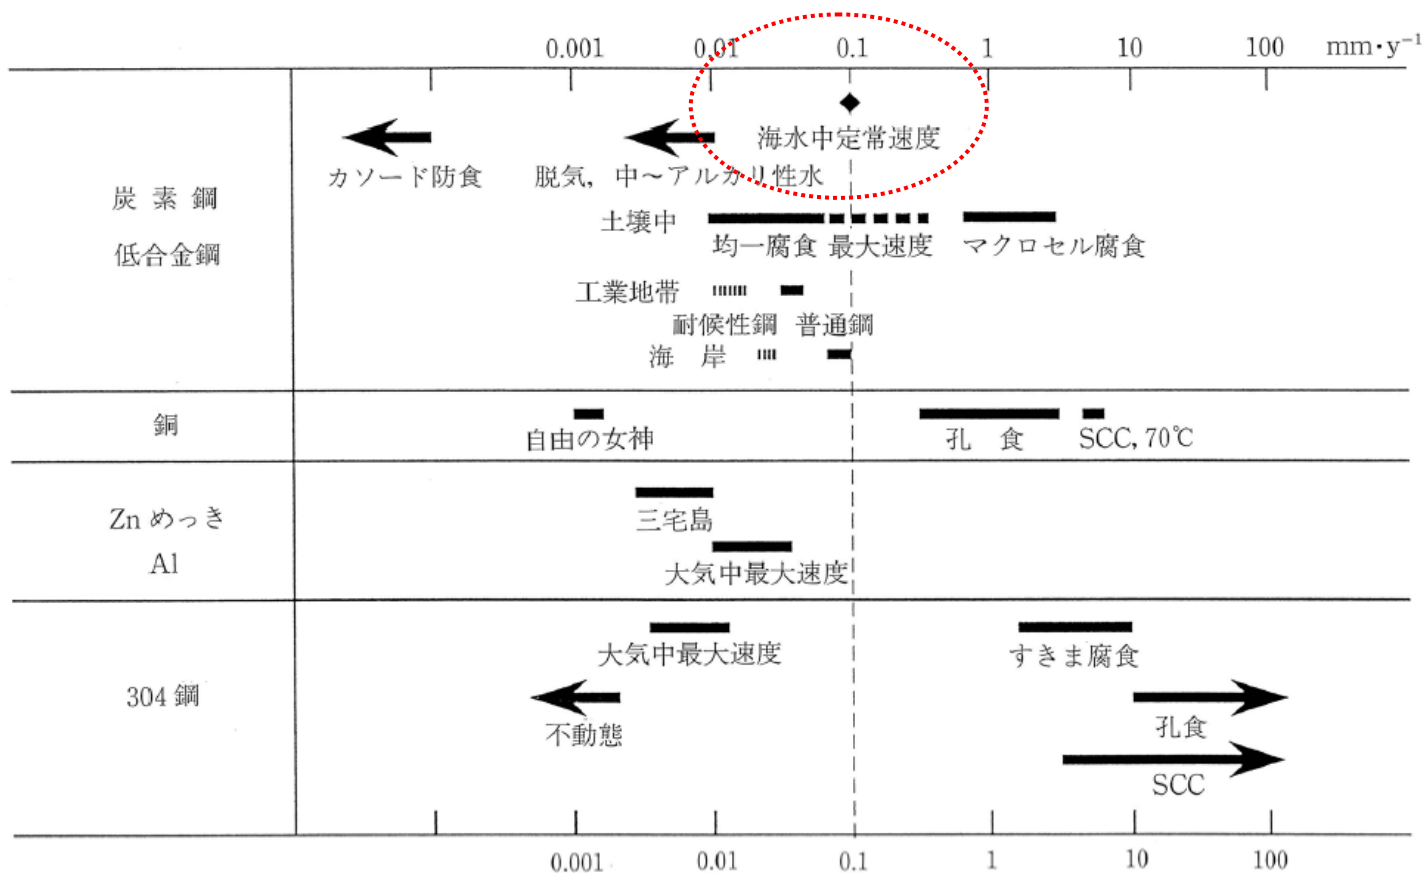 0.001 0.01 0.1 1 10 100 mm·y⁻¹
海水中定常速度
カソード防食 脱気，中～アルカリ性水
炭素鋼
土壌中
均一腐食 最大速度 マクロセル腐食
低合金鋼
工業地帯
耐候性鋼 普通鋼
海岸
銅
自由の女神 孔食 SCC, 70℃
Zn めっき
三宅島
Al
大気中最大速度
大気中最大速度 すきま腐食
304 鋼
不動態 孔食
SCC
0.001 0.01 0.1 1 10 100